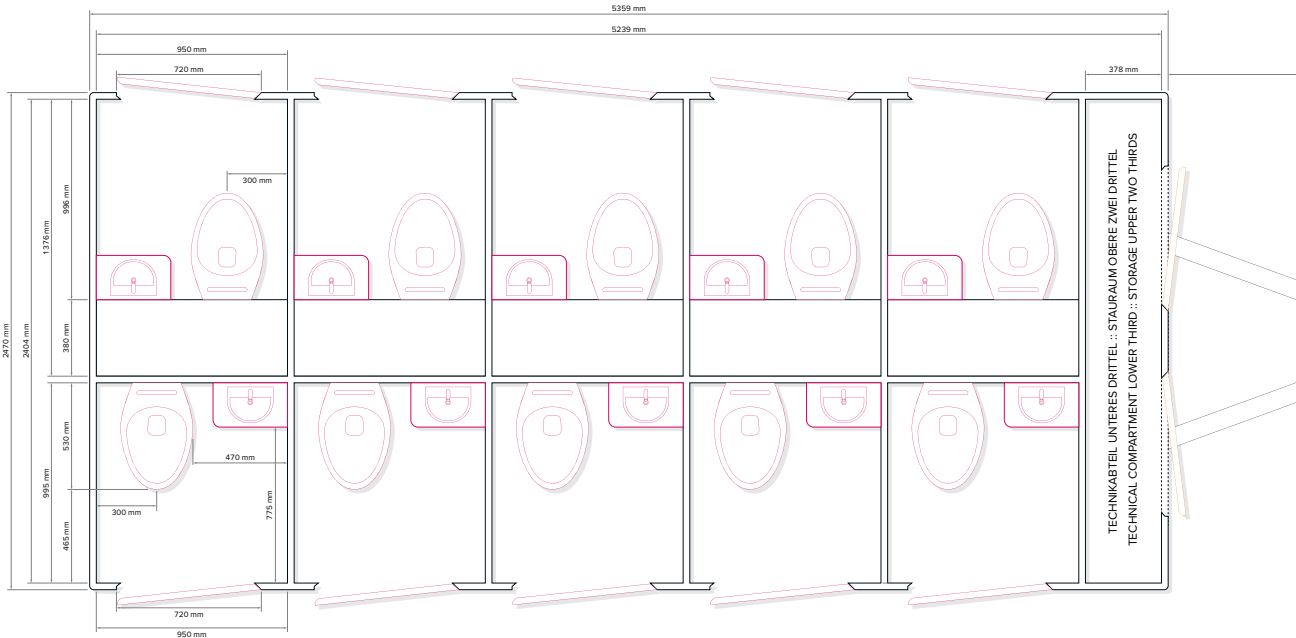 5359 mm
5239 mm
950 mm
720 mm
378 mm
300 mm
996 mm
1376 mm
380 mm
2470 mm
2404 mm
530 mm
995 mm
465 mm
470 mm
300 mm
775 mm
720 mm
950 mm
TECHNIKABTEIL UNTERES DRITTEL :: STAURAUM OBERE ZWEI DRITTEL
TECHNICAL COMPARTMENT LOWER THIRD :: STORAGE UPPER TWO THIRDS